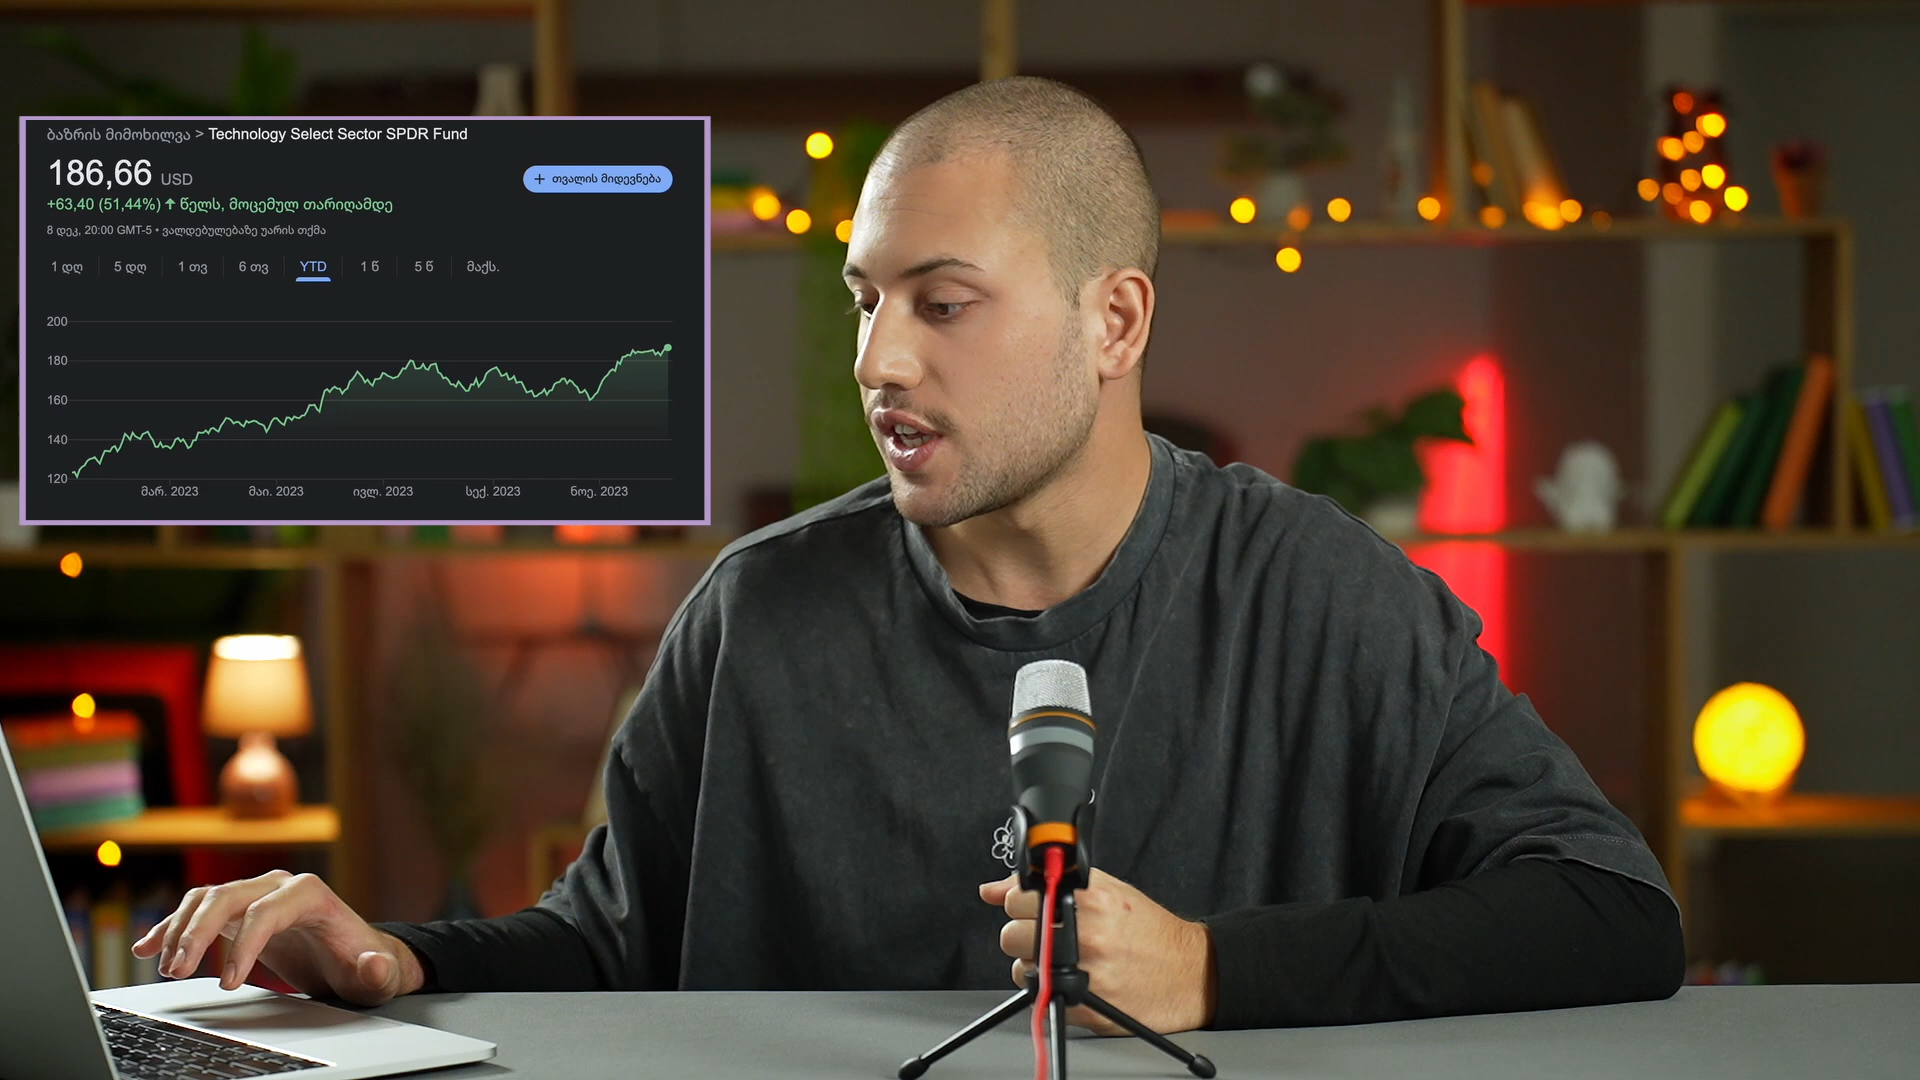 ბაზრის მიმოხილვა > Technology Select Sector SPDR Fund
186,66 USD
+ თვალის მიდევნება
+63,40 (51,44%) ↑ წელს, მოცემულ თარიღამდე
8 დეკ, 20:00 GMT-5 • ვალდებულებაზე უარის თქმა
1 დღ 5 დღ 1 თვ 6 თვ YTD 1 წ 5 წ მაქს.
200
180
160
140
120
მარ. 2023 მაი. 2023 ივლ. 2023 სექ. 2023 ნოე. 2023